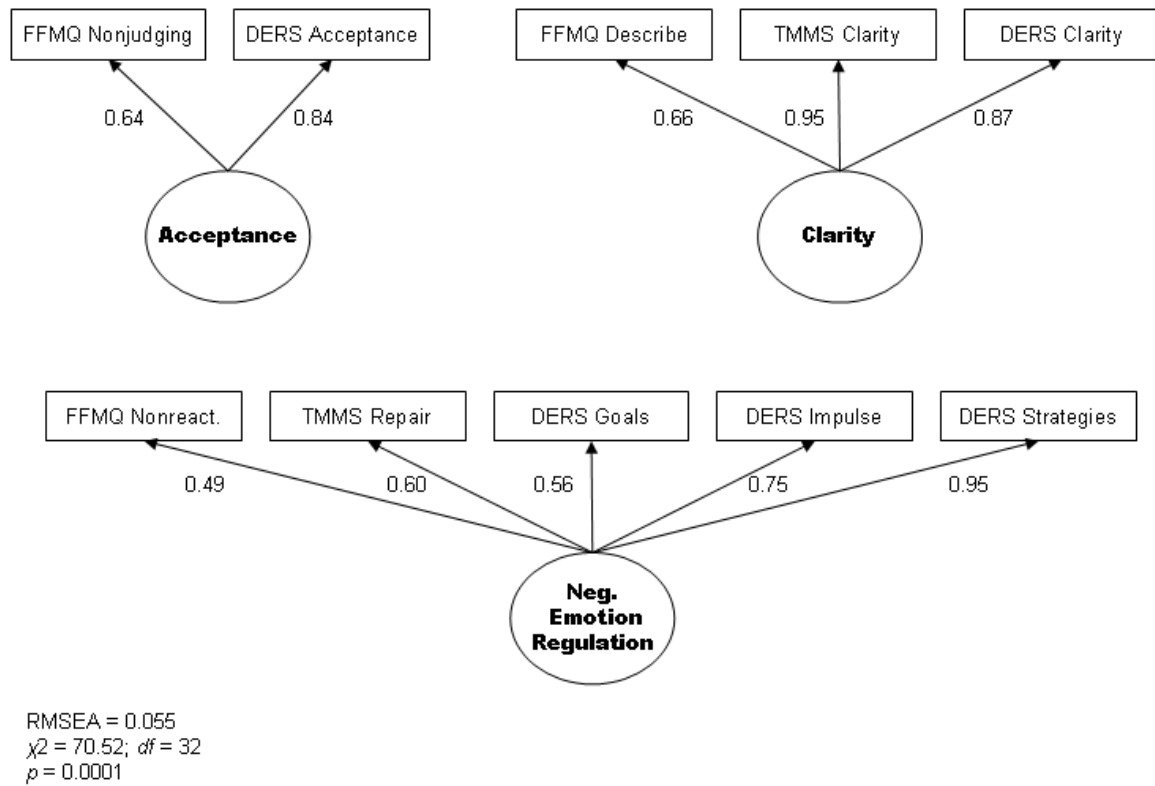 FFMQ Nonjudging
DERS Acceptance
FFMQ Describe
TMMS Clarity
DERS Clarity
0.64
0.84
0.66
0.95
0.87
Acceptance
Clarity
FFMQ Nonreact.
TMMS Repair
DERS Goals
DERS Impulse
DERS Strategies
0.49
0.60
0.56
0.75
0.95
Neg.
Emotion
Regulation
RMSEA = 0.055
χ2 = 70.52; df = 32
p = 0.0001